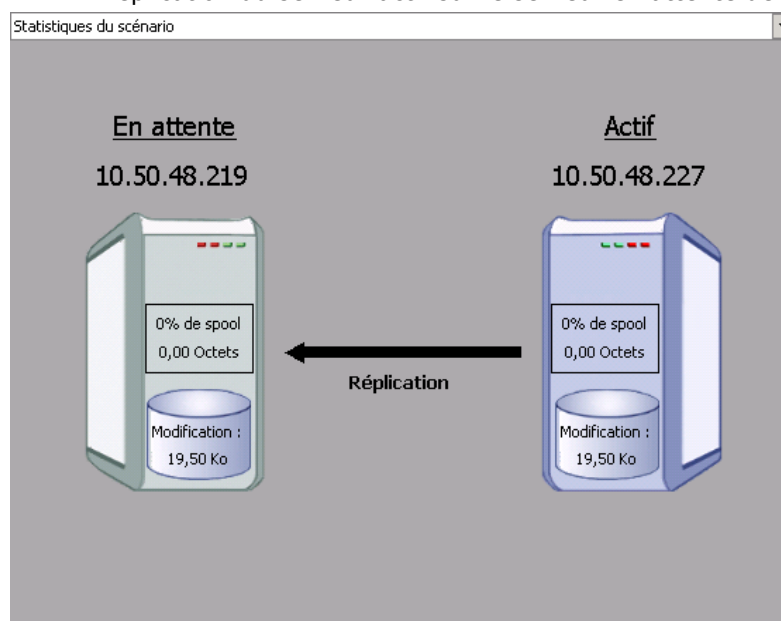 Statistiques du scénario
En attente
Actif
10.50.48.219
10.50.48.227
0% de spool
0,00 Octets
0% de spool
0,00 Octets
Réplication
Modification :
19,50 Ko
Modification :
19,50 Ko